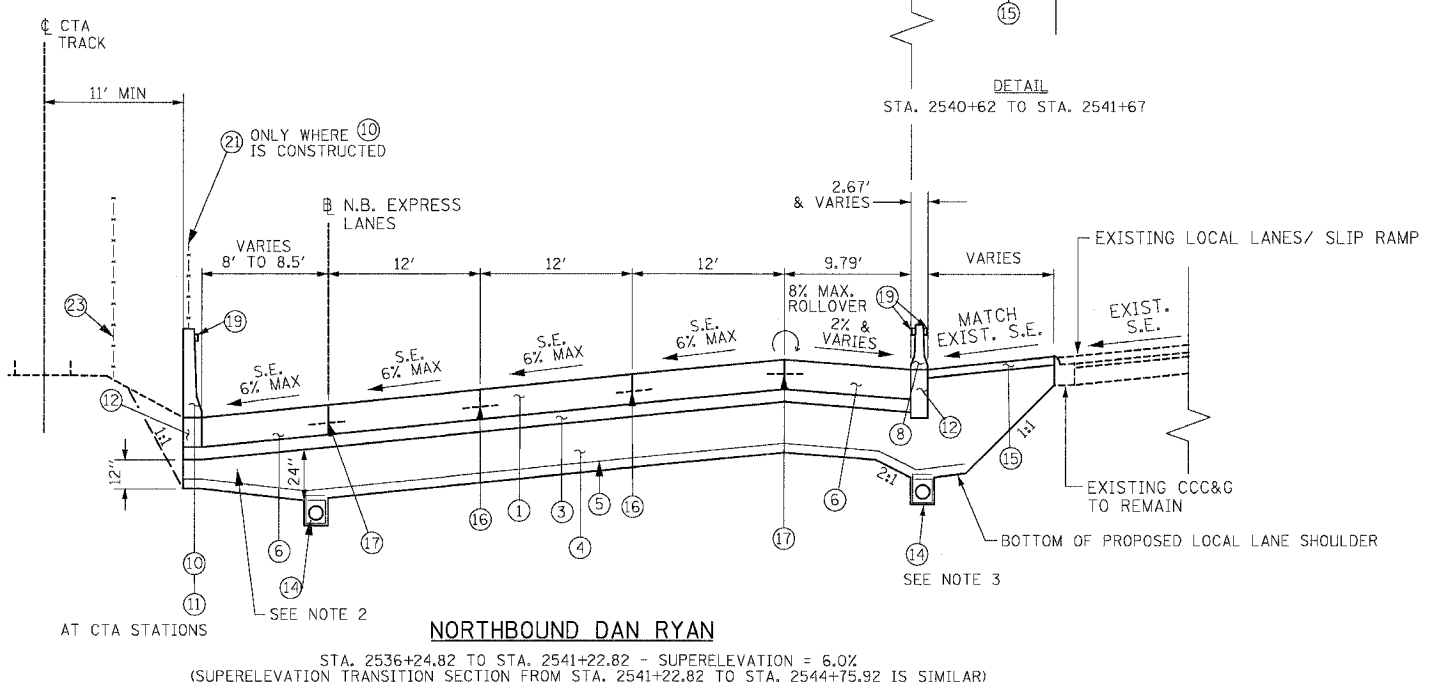 15
DETAIL
STA. 2540+62 TO STA. 2541+67
℄ CTA
TRACK
11' MIN
21 ONLY WHERE 10
IS CONSTRUCTED
2.67'
& VARIES
℔ N.B. EXPRESS
LANES
EXISTING LOCAL LANES/ SLIP RAMP
VARIES
8' TO 8.5'
12'
12'
12'
9.79'
VARIES
23
19
8% MAX.
ROLLOVER
19
2% &
VARIES
MATCH
EXIST. S.E.
EXIST.
S.E.
S.E.
6% MAX
S.E.
6% MAX
S.E.
6% MAX
S.E.
6% MAX
12
1:1
12"
24"
8
12
15
1:1
2:1
EXISTING CCC&G
TO REMAIN
6
17
16
1
3
4
5
16
17
6
14
BOTTOM OF PROPOSED LOCAL LANE SHOULDER
SEE NOTE 3
10
11
14
SEE NOTE 2
AT CTA STATIONS
NORTHBOUND DAN RYAN
STA. 2536+24.82 TO STA. 2541+22.82 - SUPERELEVATION = 6.0%
(SUPERELEVATION TRANSITION SECTION FROM STA. 2541+22.82 TO STA. 2544+75.92 IS SIMILAR)